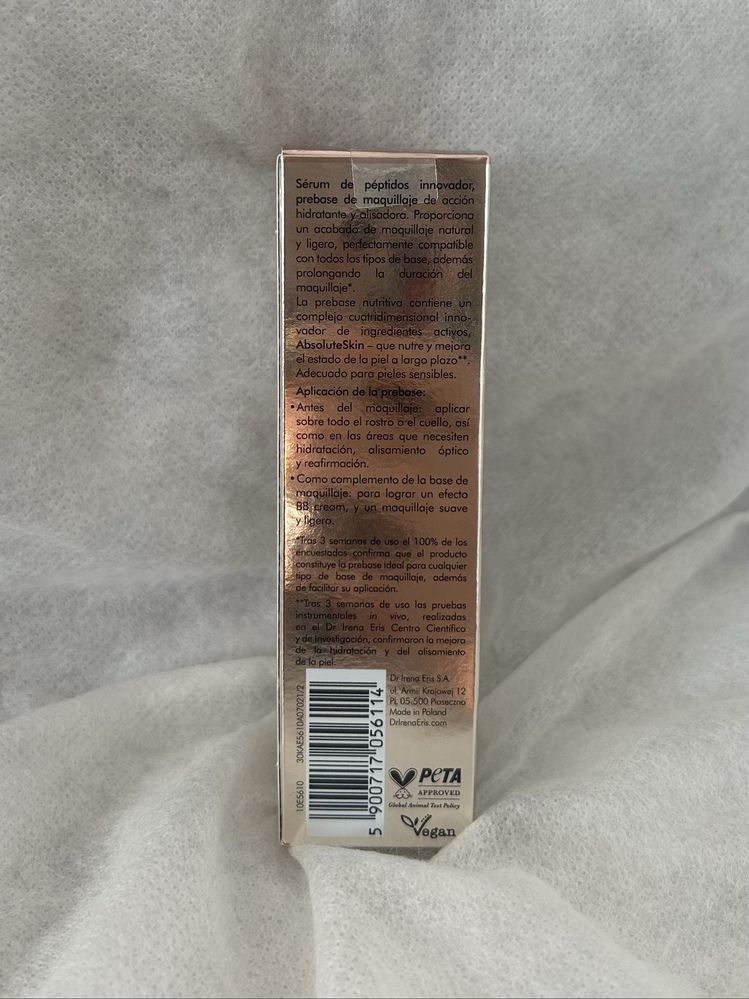 Sérum de péptidos innovador,
prebase de maquillaje de acción
hidratante y alisadora. Proporciona
un acabado de maquillaje natural
y ligero, perfectamente compatible
con todos los tipos de base, además
prolongando la duración del
maquillaje*.
La prebase nutritiva contiene un
complejo cuatridimensional inno-
vador de ingredientes activos,
AbsoluteSkin – que nutre y mejora
el estado de la piel a largo plazo**.
Adecuado para pieles sensibles.
Aplicación de la prebase:
• Antes del maquillaje: aplicar
sobre todo el rostro o el cuello, así
como en las áreas que necesiten
hidratación, alisamiento óptico
y reafirmación.
• Como complemento de la base de
maquillaje: para lograr un efecto
BB cream, y un maquillaje suave
y ligero.
*Tras 3 semanas de uso el 100% de los
encuestados confirma que el producto
constituye la prebase ideal para cualquier
tipo de base de maquillaje, además
de facilitar su aplicación.
**Tras 3 semanas de uso las pruebas
instrumentales in vivo, realizadas
en el Dr Irena Eris Centro Científico
y de Investigación, confirmaron la mejora
de la hidratación y del alisamiento
de la piel.
10E5610 30KAE5610A07021/2
5 900717 056114
Dr Irena Eris S.A.
ul. Armii Krajowej 12
PL 05-500 Piaseczno
Made in Poland
DrIrenaEris.com
PETA
APPROVED
Global Animal Test Policy
Vegan